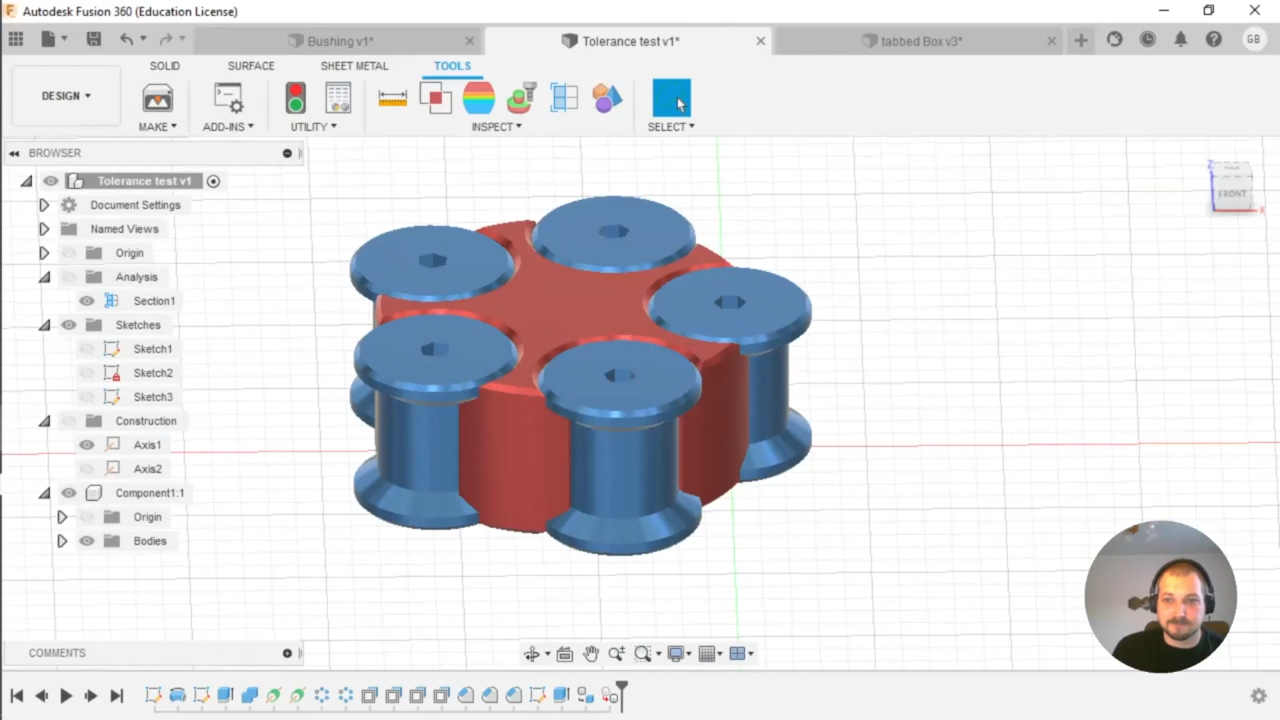 Autodesk Fusion 360 (Education License)
Bushing v1*
Tolerance test v1*
tabbed Box v3*
GB
SOLID
SURFACE
SHEET METAL
TOOLS
DESIGN
MAKE
ADD-INS
UTILITY
INSPECT
SELECT
BROWSER
Tolerance test v1
Document Settings
Named Views
Origin
Analysis
Section1
Sketches
Sketch1
Sketch2
Sketch3
Construction
Axis1
Axis2
Component1:1
Origin
Bodies
Z
FRONT
X
COMMENTS